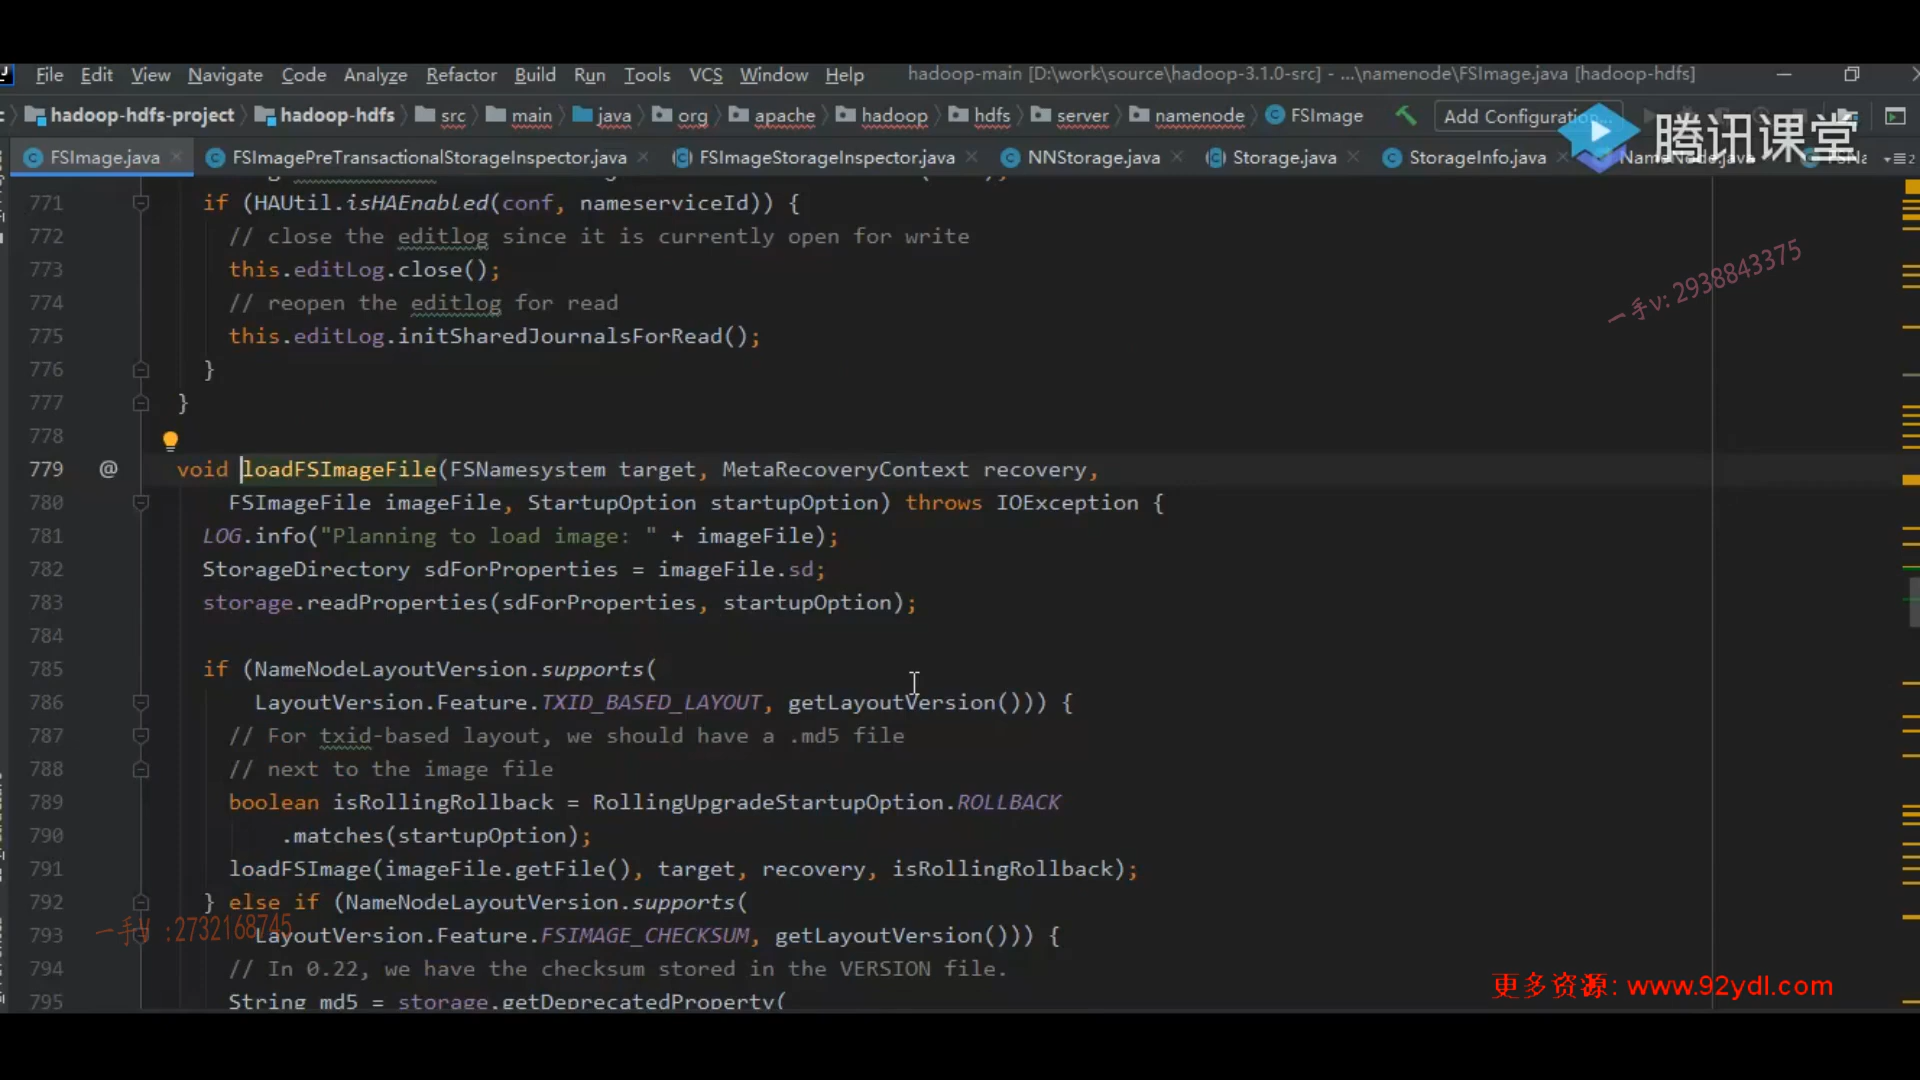 File Edit View Navigate Code Analyze Refactor Build Run Tools VCS Window Help hadoop-main [D:\work\source\hadoop-3.1.0-src] - ...\namenode\FSImage.java [hadoop-hdfs]
hadoop-hdfs-project hadoop-hdfs src main java org apache hadoop hdfs server namenode FSImage Add Configuration...
腾讯课堂
FSImage.java FSImagePreTransactionalStorageInspector.java FSImageStorageInspector.java NNStorage.java Storage.java StorageInfo.java NameNode.java
771 if (HAUtil.isHAEnabled(conf, nameserviceId)) {
772 // close the editlog since it is currently open for write
773 this.editLog.close();
774 // reopen the editlog for read
775 this.editLog.initSharedJournalsForRead();
776 }
777 }
778
779 @ void loadFSImageFile(FSNamesystem target, MetaRecoveryContext recovery,
780 FSImageFile imageFile, StartupOption startupOption) throws IOException {
781 LOG.info("Planning to load image: " + imageFile);
782 StorageDirectory sdForProperties = imageFile.sd;
783 storage.readProperties(sdForProperties, startupOption);
784
785 if (NameNodeLayoutVersion.supports(
786 LayoutVersion.Feature.TXID_BASED_LAYOUT, getLayoutVersion())) {
787 // For txid-based layout, we should have a .md5 file
788 // next to the image file
789 boolean isRollingRollback = RollingUpgradeStartupOption.ROLLBACK
790 .matches(startupOption);
791 loadFSImage(imageFile.getFile(), target, recovery, isRollingRollback);
792 } else if (NameNodeLayoutVersion.supports(
793 LayoutVersion.Feature.FSIMAGE_CHECKSUM, getLayoutVersion())) {
794 // In 0.22, we have the checksum stored in the VERSION file.
795 String md5 = storage.getDeprecatedProperty(
一手v:2938843375
一手v :2732168745
更多资源: www.92ydl.com